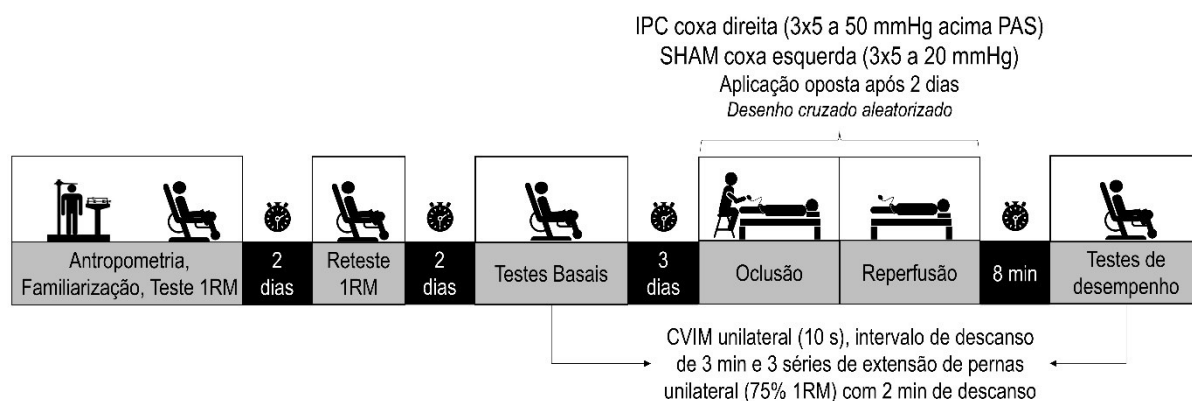 IPC coxa direita (3x5 a 50 mmHg acima PAS)
SHAM coxa esquerda (3x5 a 20 mmHg)
Aplicação oposta após 2 dias
Desenho cruzado aleatorizado
Antropometria,
Familiarização, Teste 1RM
2
dias
Reteste
1RM
2
dias
Testes Basais
3
dias
Oclusão
Reperfusão
8 min
Testes de
desempenho
CVIM unilateral (10 s), intervalo de descanso
de 3 min e 3 séries de extensão de pernas
unilateral (75% 1RM) com 2 min de descanso